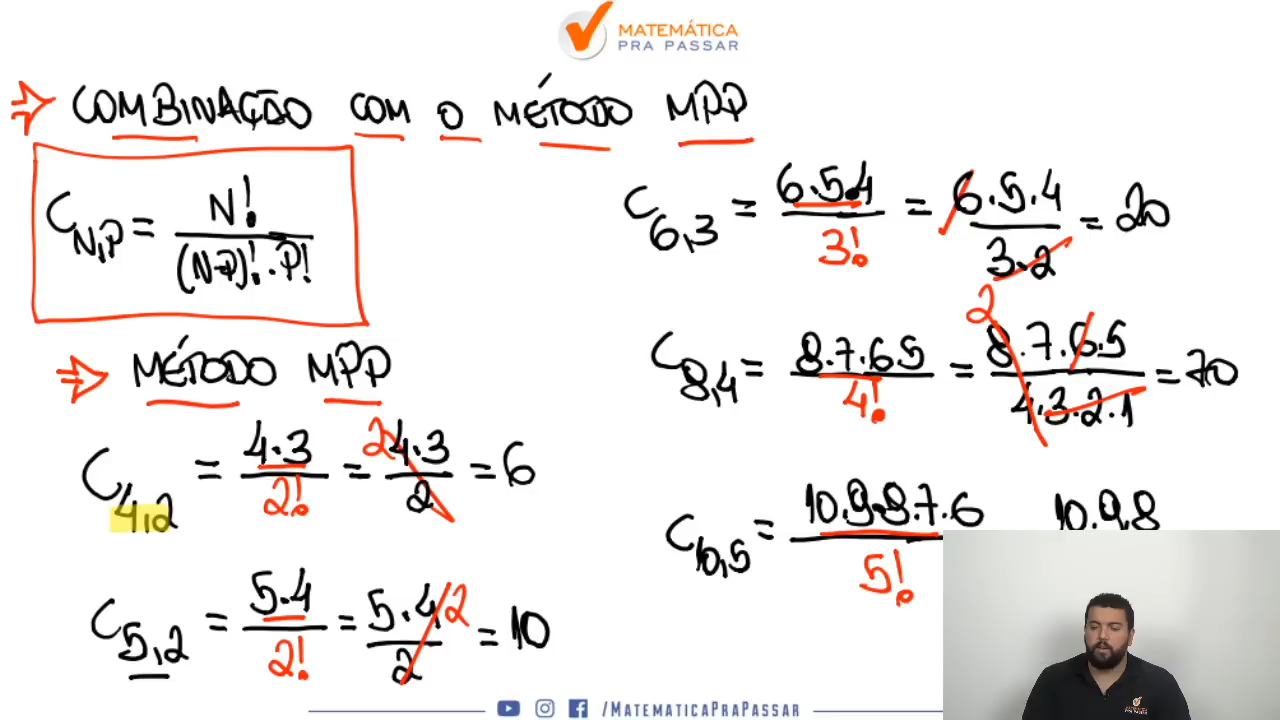 MATEMÁTICA
PRA PASSAR
⇒ COMBINAÇÃO COM O MÉTODO MPP
C N,P = N! / (N-P)! . P!
⇒ MÉTODO MPP
C 4,2 = 4.3 / 2! = 2 4.3 / 2 = 6
C 5,2 = 5.4 / 2! = 5.4 2 / 2 = 10
C 6,3 = 6.5.4 / 3! = 6.5.4 / 3.2 = 20
C 8,4 = 8.7.6.5 / 4! = 2 8.7.6.5 / 4.3.2.1 = 70
C 10,5 = 10.9.8.7.6 / 5! 10.9.8
/MATEMATICAPRAPASSAR